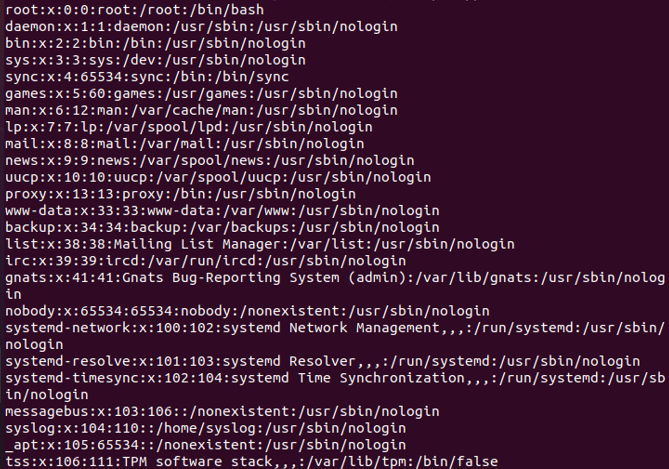 root:x:0:0:root:/root:/bin/bash
daemon:x:1:1:daemon:/usr/sbin:/usr/sbin/nologin
bin:x:2:2:bin:/bin:/usr/sbin/nologin
sys:x:3:3:sys:/dev:/usr/sbin/nologin
sync:x:4:65534:sync:/bin:/bin/sync
games:x:5:60:games:/usr/games:/usr/sbin/nologin
man:x:6:12:man:/var/cache/man:/usr/sbin/nologin
lp:x:7:7:lp:/var/spool/lpd:/usr/sbin/nologin
mail:x:8:8:mail:/var/mail:/usr/sbin/nologin
news:x:9:9:news:/var/spool/news:/usr/sbin/nologin
uucp:x:10:10:uucp:/var/spool/uucp:/usr/sbin/nologin
proxy:x:13:13:proxy:/bin:/usr/sbin/nologin
www-data:x:33:33:www-data:/var/www:/usr/sbin/nologin
backup:x:34:34:backup:/var/backups:/usr/sbin/nologin
list:x:38:38:Mailing List Manager:/var/list:/usr/sbin/nologin
irc:x:39:39:ircd:/var/run/ircd:/usr/sbin/nologin
gnats:x:41:41:Gnats Bug-Reporting System (admin):/var/lib/gnats:/usr/sbin/nolog
in
nobody:x:65534:65534:nobody:/nonexistent:/usr/sbin/nologin
systemd-network:x:100:102:systemd Network Management,,,:/run/systemd:/usr/sbin/
nologin
systemd-resolve:x:101:103:systemd Resolver,,,:/run/systemd:/usr/sbin/nologin
systemd-timesync:x:102:104:systemd Time Synchronization,,,:/run/systemd:/usr/sb
in/nologin
messagebus:x:103:106::/nonexistent:/usr/sbin/nologin
syslog:x:104:110::/home/syslog:/usr/sbin/nologin
_apt:x:105:65534::/nonexistent:/usr/sbin/nologin
tss:x:106:111:TPM software stack,,,:/var/lib/tpm:/bin/false